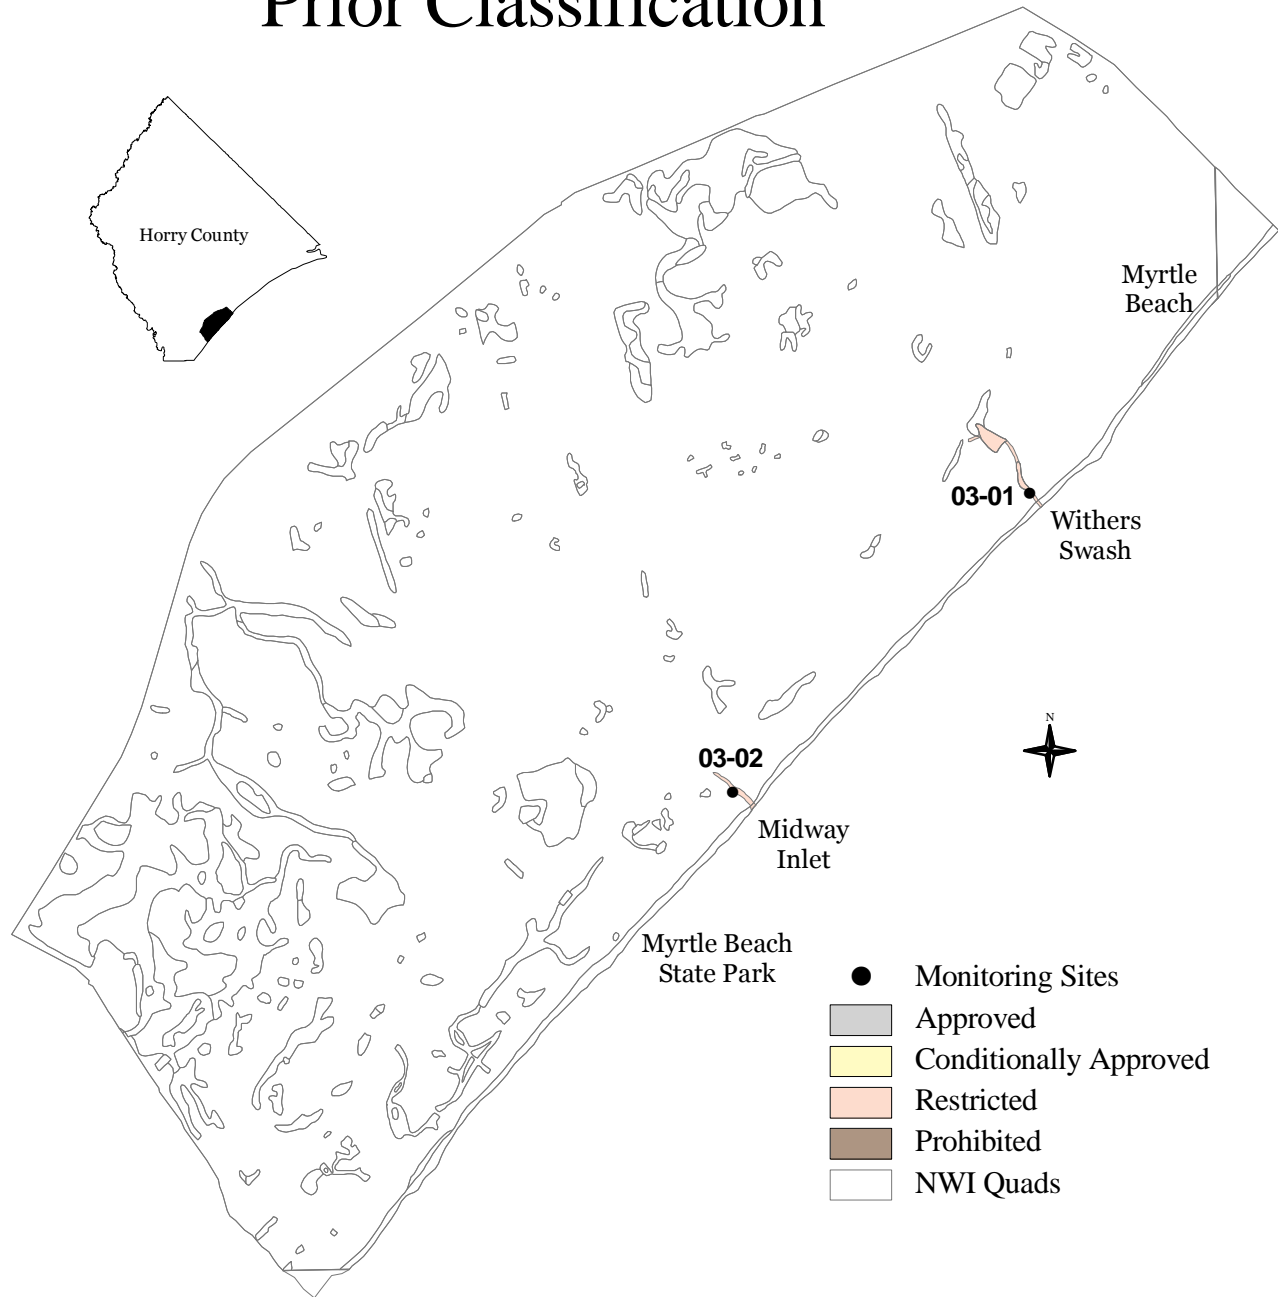 Prior Classification
Horry County
Myrtle
Beach
03-01
Withers
Swash
N
03-02
Midway
Inlet
Myrtle Beach
State Park
Monitoring Sites
Approved
Conditionally Approved
Restricted
Prohibited
NWI Quads